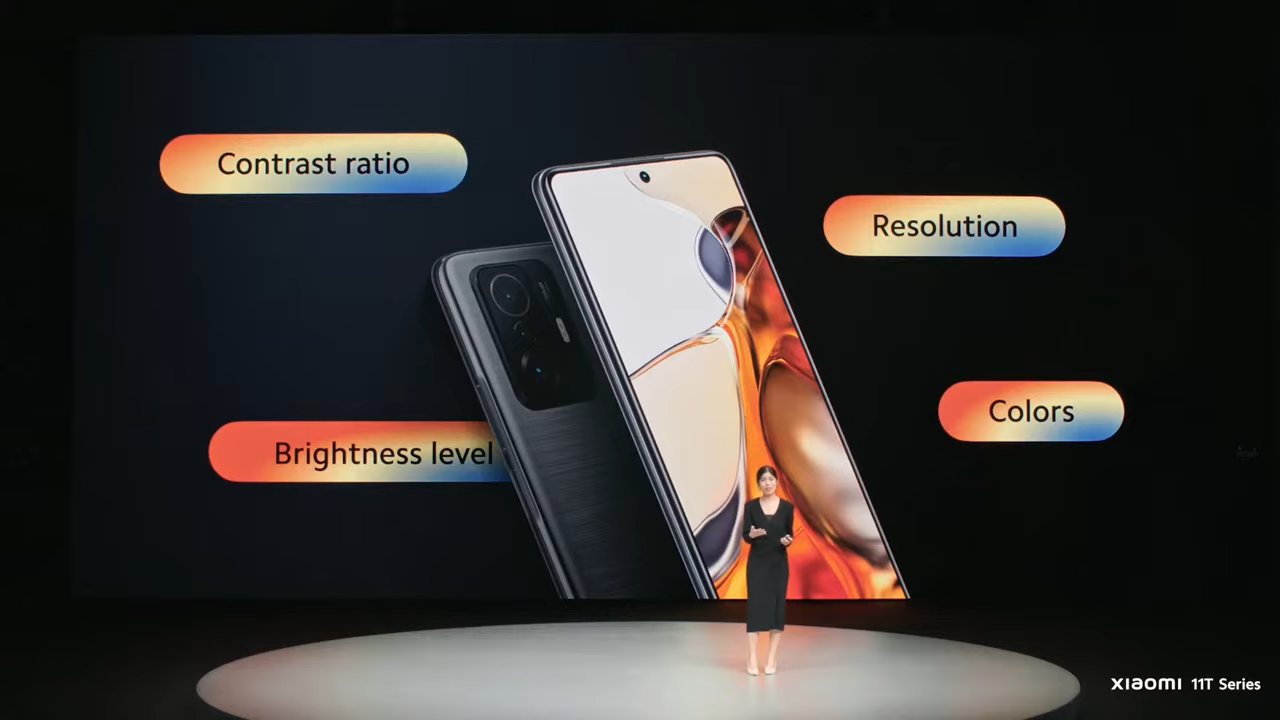 Contrast ratio
Resolution
Colors
Brightness level
xiaomi 11T Series